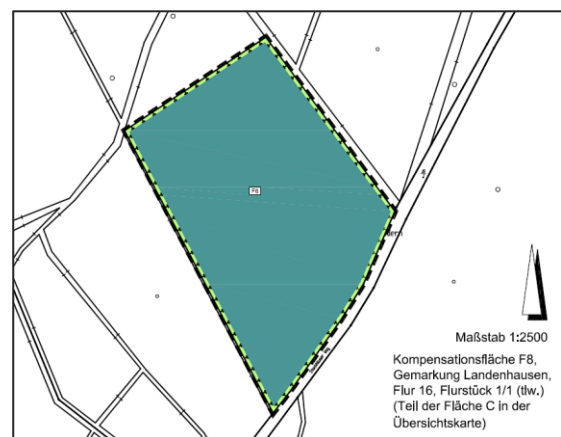 F8
Maßstab 1:2500
Kompensationsfläche F8,
Gemarkung Landenhausen,
Flur 16, Flurstück 1/1 (tlw.)
(Teil der Fläche C in der
Übersichtskarte)